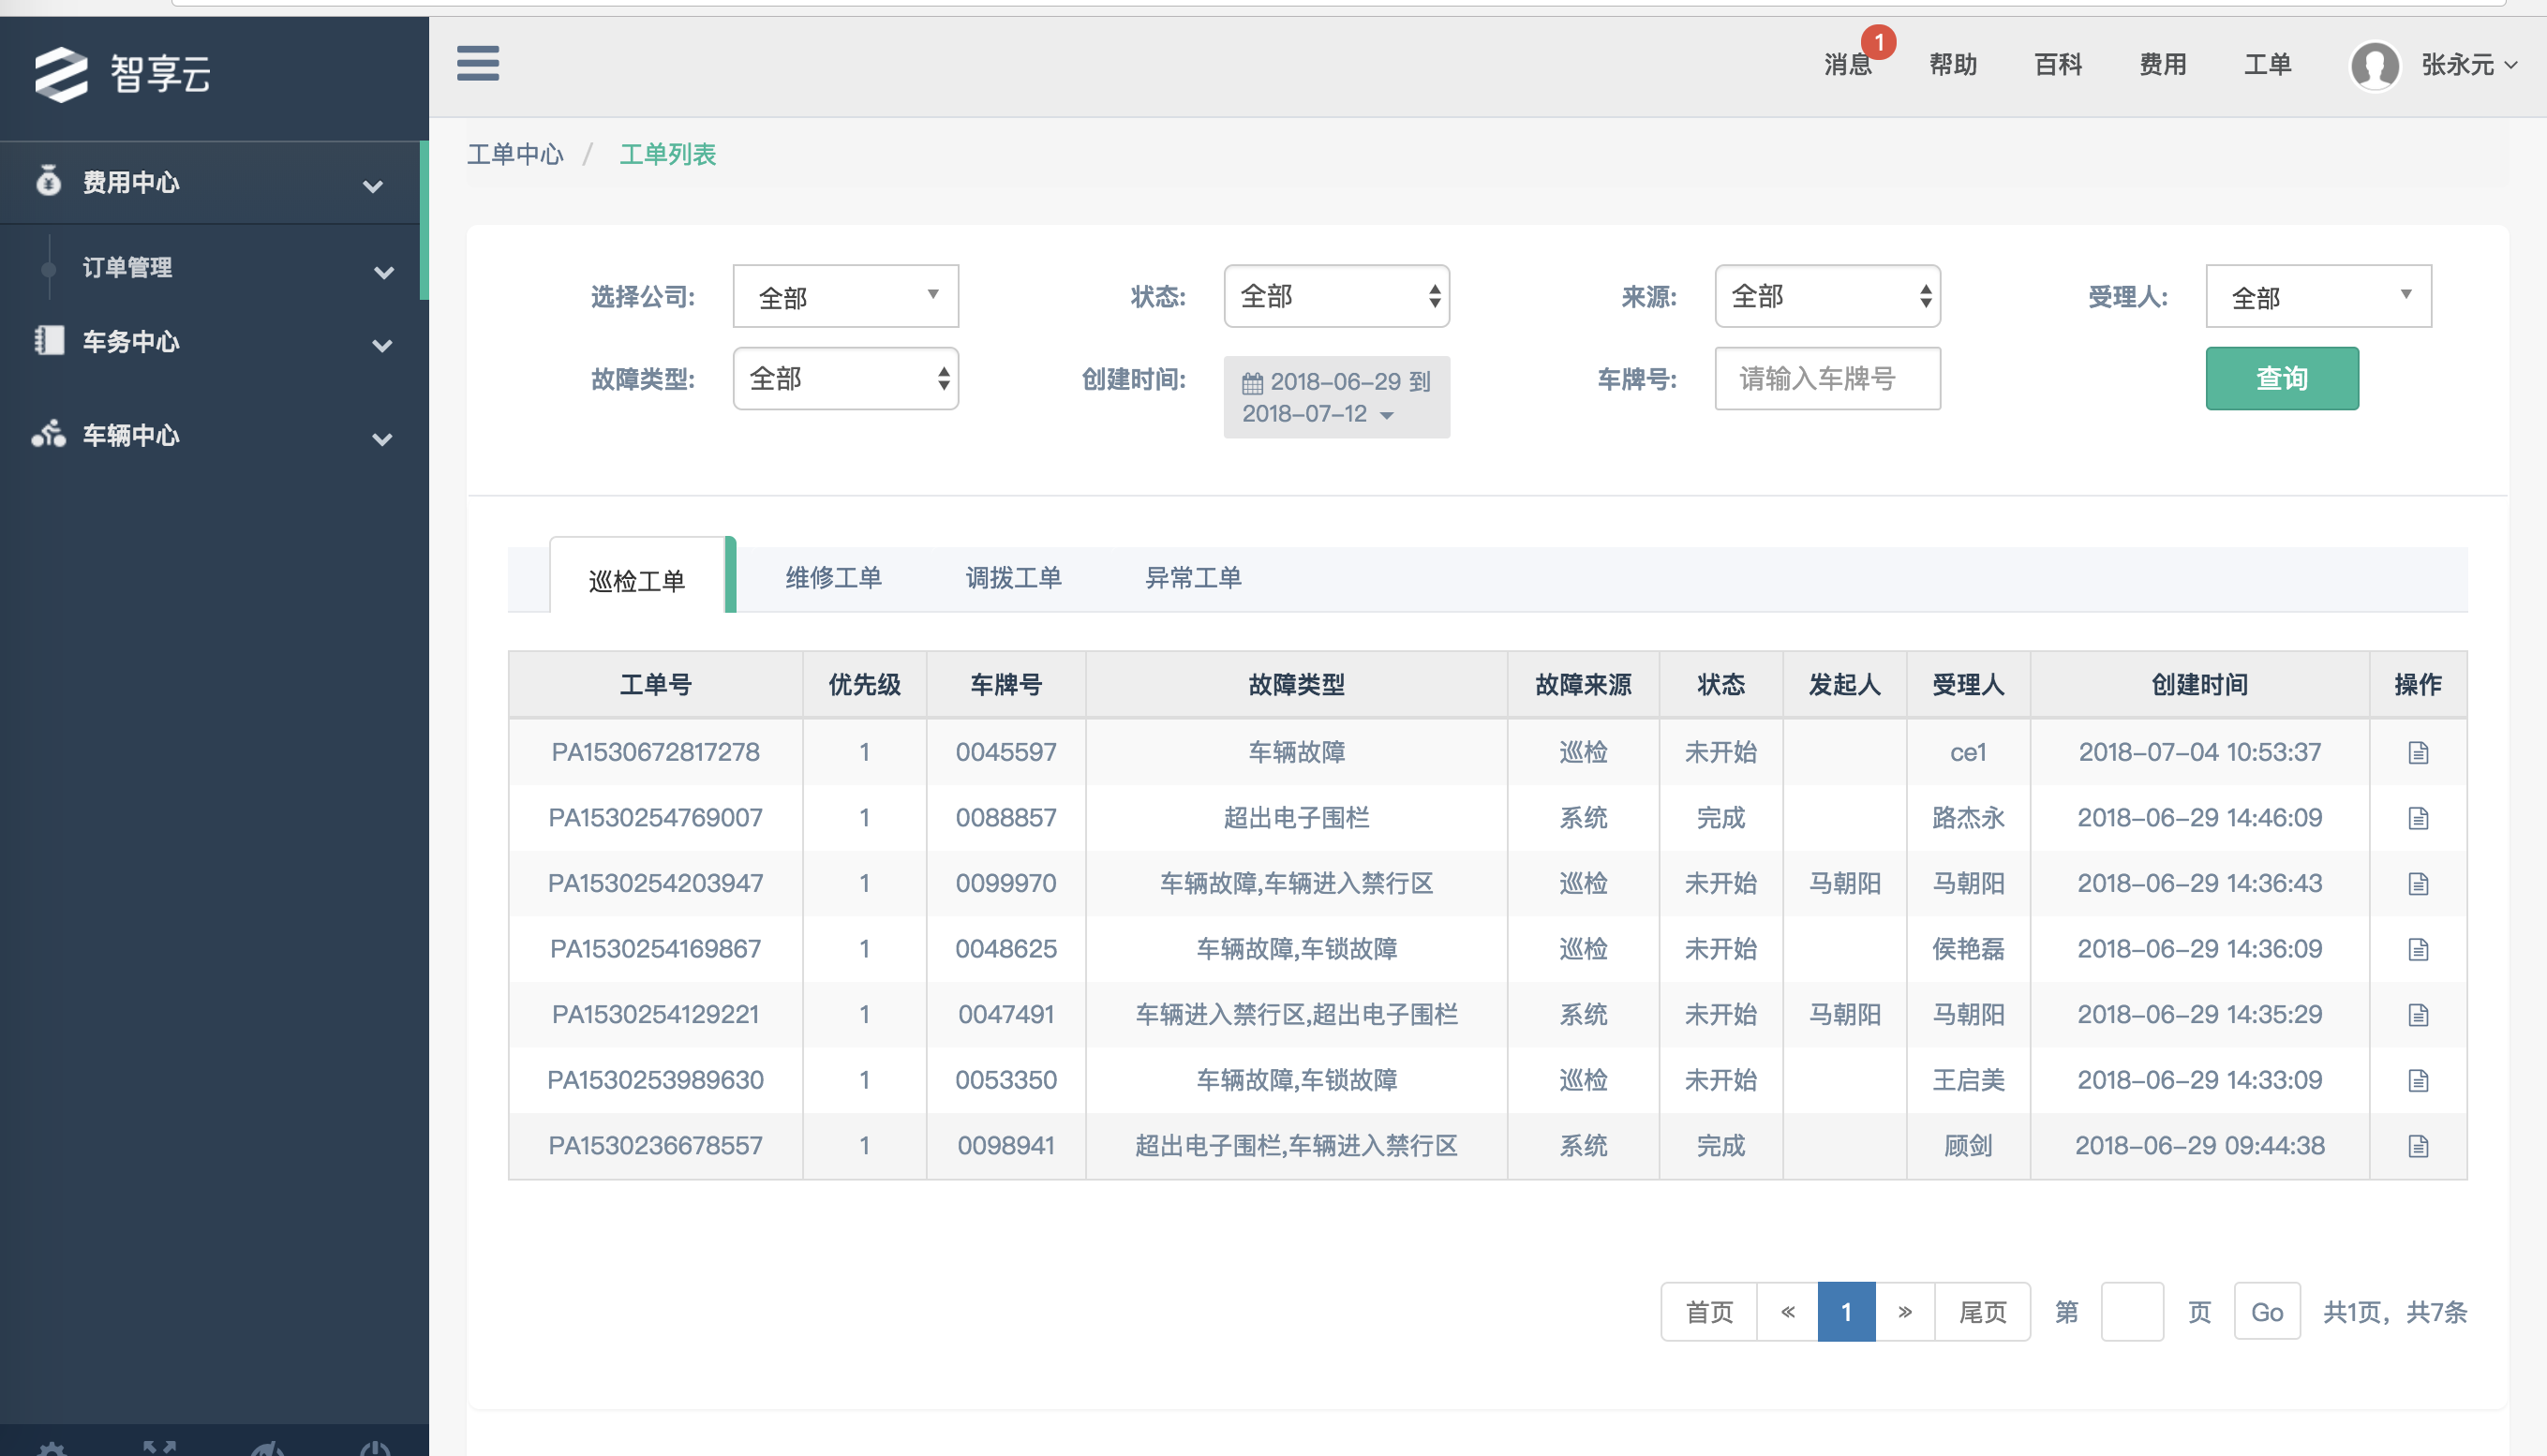 智享云
消息 1 帮助 百科 费用 工单 张永元
费用中心
订单管理
车务中心
车辆中心
工单中心 / 工单列表
选择公司: 全部 状态: 全部 来源: 全部 受理人: 全部
故障类型: 全部 创建时间: 2018-06-29 到 2018-07-12 车牌号: 请输入车牌号 查询
巡检工单 维修工单 调拨工单 异常工单
工单号 优先级 车牌号 故障类型 故障来源 状态 发起人 受理人 创建时间 操作
PA1530672817278 1 0045597 车辆故障 巡检 未开始 ce1 2018-07-04 10:53:37
PA1530254769007 1 0088857 超出电子围栏 系统 完成 路杰永 2018-06-29 14:46:09
PA1530254203947 1 0099970 车辆故障,车辆进入禁行区 巡检 未开始 马朝阳 马朝阳 2018-06-29 14:36:43
PA1530254169867 1 0048625 车辆故障,车锁故障 巡检 未开始 侯艳磊 2018-06-29 14:36:09
PA1530254129221 1 0047491 车辆进入禁行区,超出电子围栏 系统 未开始 马朝阳 马朝阳 2018-06-29 14:35:29
PA1530253989630 1 0053350 车辆故障,车锁故障 巡检 未开始 王启美 2018-06-29 14:33:09
PA1530236678557 1 0098941 超出电子围栏,车辆进入禁行区 系统 完成 顾剑 2018-06-29 09:44:38
首页 « 1 » 尾页 第 页 Go 共1页，共7条